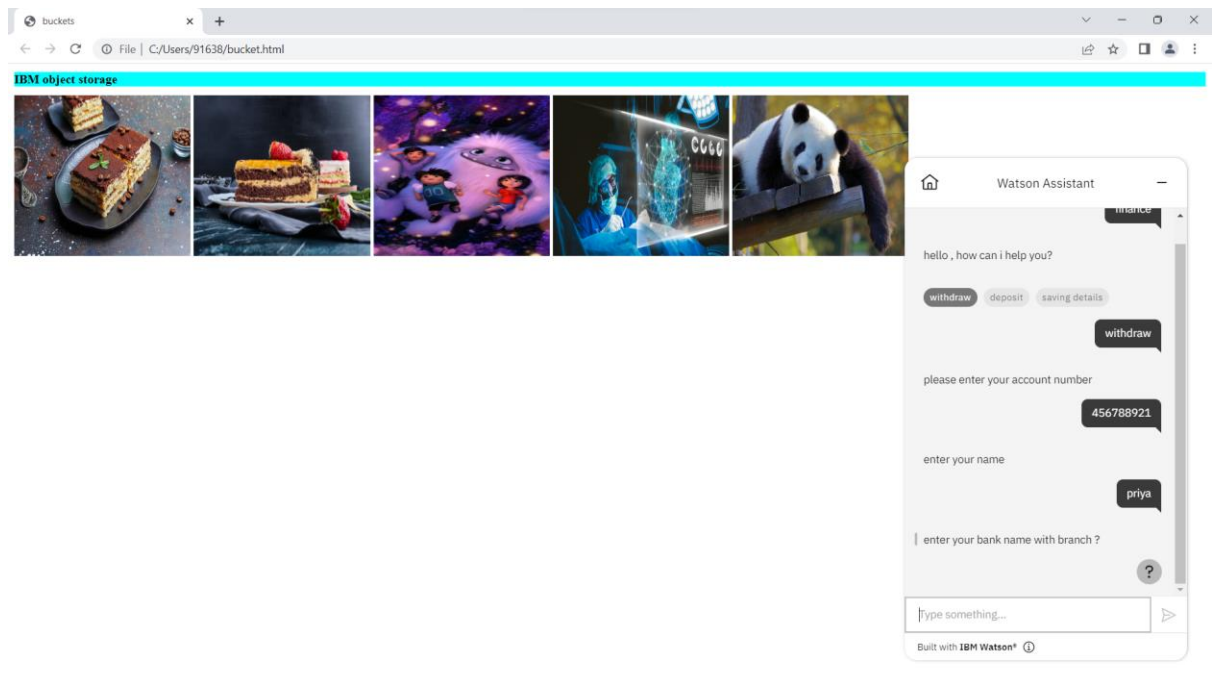 buckets
File | C:/Users/91638/bucket.html
IBM object storage
Watson Assistant
finance
hello , how can i help you?
withdraw deposit saving details
withdraw
please enter your account number
456788921
enter your name
priya
enter your bank name with branch ?
?
Type something...
Built with IBM Watson®